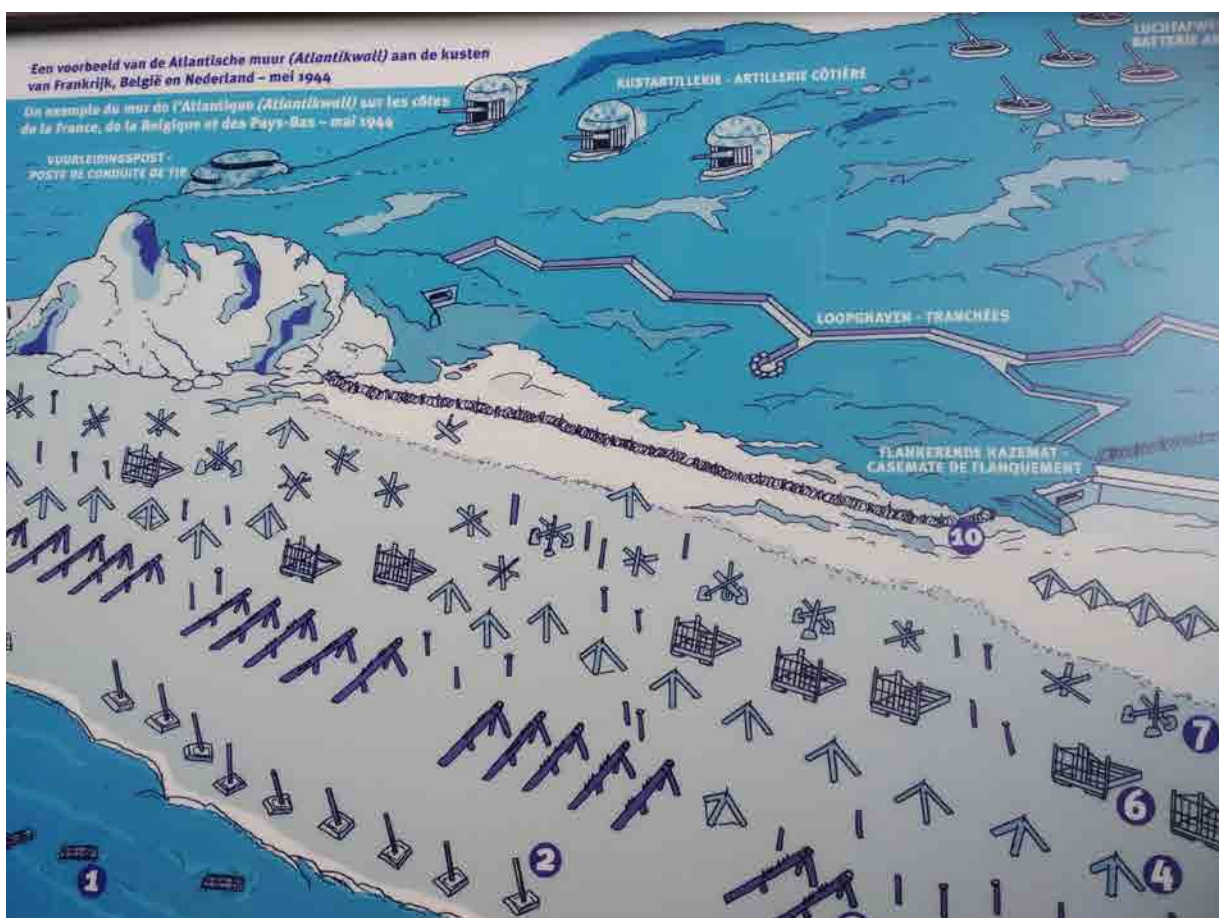 Een voorbeeld van de Atlantische muur (Atlantikwall) aan de kusten
van Frankrijk, België en Nederland – mei 1944
Un exemple du mur de l'Atlantique (Atlantikwall) sur les côtes
de la France, de la Belgique et des Pays-Bas – mai 1944
VUURLEIDINGSPOST -
POSTE DE CONDUITE DE TIR
KUSTARTILLERIE - ARTILLERIE CÔTIÈRE
BATTERIE
LOOPGRAVEN - TRANCHÉES
FLANKERENDE KAZEMAT -
CASEMATE DE FLANQUEMENT
10
7
6
4
2
1